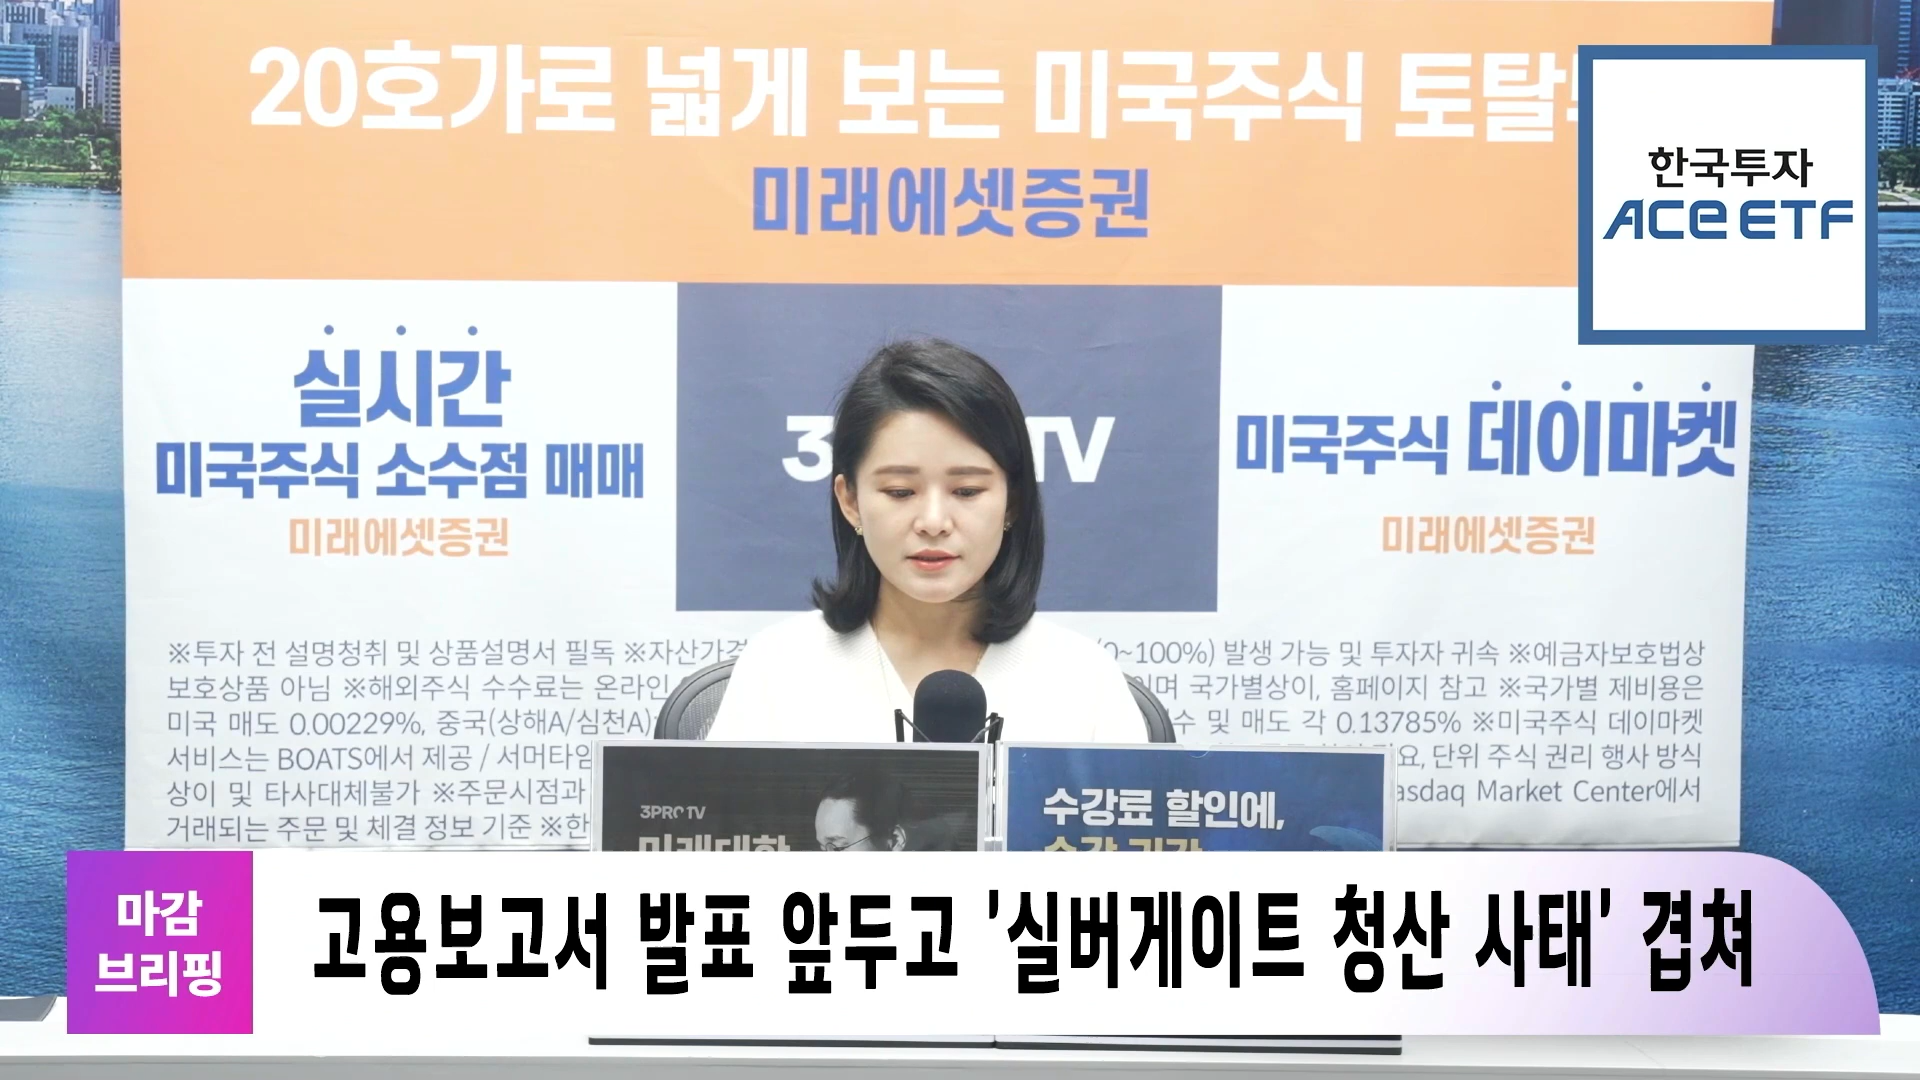 20호가로 넓게 보는 미국주식 토탈
미래에셋증권
한국투자
ACE ETF
실시간
미국주식 소수점 매매
미래에셋증권
3 TV
미국주식 데이마켓
미래에셋증권
※투자 전 설명청취 및 상품설명서 필독 ※자산가격 (0~100%) 발생 가능 및 투자자 귀속 ※예금자보호법상
보호상품 아님 ※해외주식 수수료는 온라인 이며 국가별상이, 홈페이지 참고 ※국가별 제비용은
미국 매도 0.00229%, 중국(상해A/심천A) 수 및 매도 각 0.13785% ※미국주식 데이마켓
서비스는 BOATS에서 제공 / 서머타임 요, 단위 주식 권리 행사 방식
상이 및 타사대체불가 ※주문시점과 asdaq Market Center에서
거래되는 주문 및 체결 정보 기준 ※한
3PRO TV
미래대학
수강료 할인에,
수강 기간
마감
브리핑
고용보고서 발표 앞두고 '실버게이트 청산 사태' 겹쳐